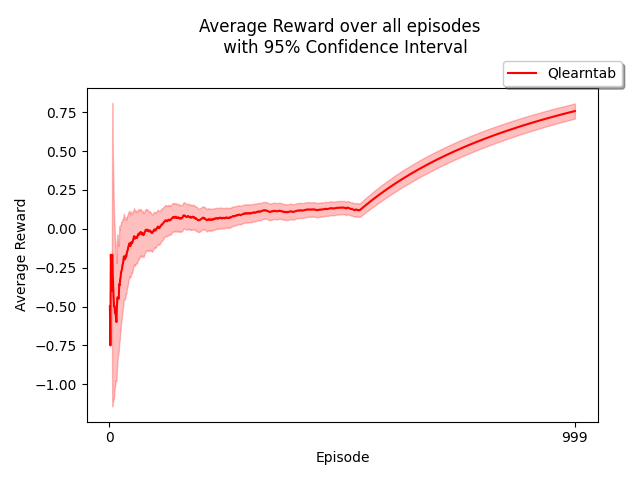 Average Reward over all episodes
with 95% Confidence Interval
Qlearntab
0.75
0.50
0.25
0.00
−0.25
−0.50
−0.75
−1.00
Average Reward
0
999
Episode